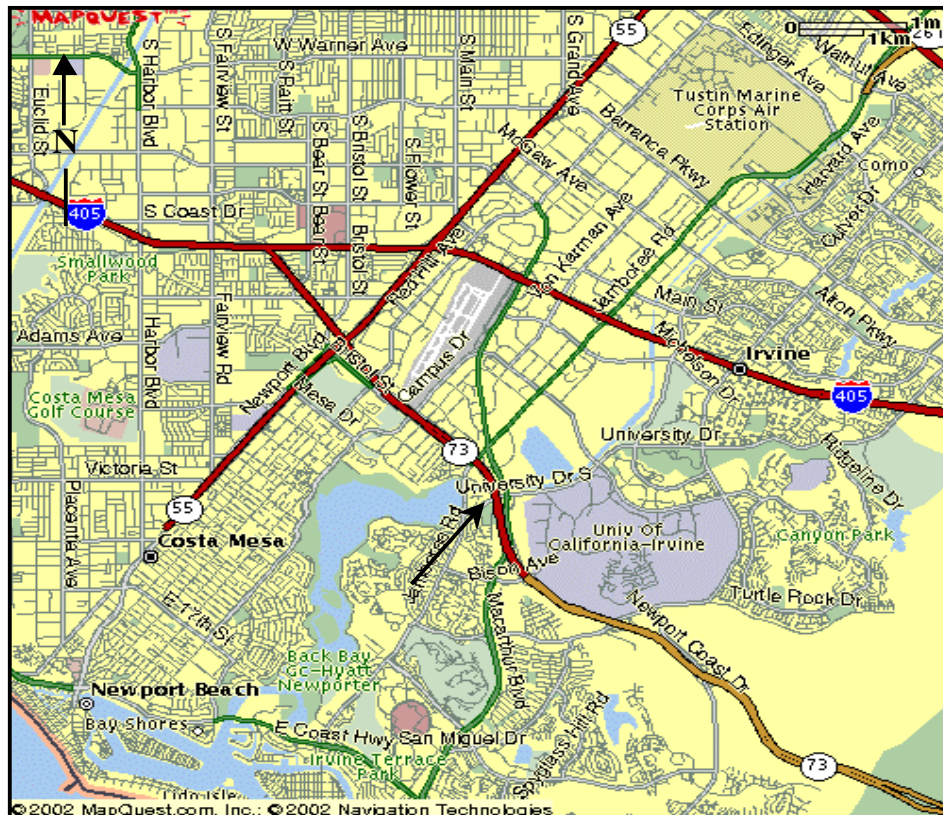 MAPQUEST
1m
1km
261
55
W Warner Ave
S Harbor Blvd
S Fairview St
S Raitt St
S Main St
S Grand Ave
Edinger Ave
Walnut Ave
Euclid St
N
Tustin Marine
Corps Air
Station
McGaw Ave
Barranca Pkwy
Harvard Ave
Como
S Bear St
S Bristol St
S Flower St
405
S Coast Dr
Bear St
Bristol St
Red Hill Ave
Von Karman Ave
Jamboree Rd
Culver Dr
Smallwood
Park
Main St
Alton Pkwy
Adams Ave
Harbor Blvd
Fairview Rd
Newport Blvd
Bristol St
Campus Dr
Michelson Dr
Irvine
405
Mesa Dr
Costa Mesa
Golf Course
73
University Dr
Ridgeline Dr
Victoria St
University Dr S
Placentia Ave
55
Jamboree Rd
Univ Of
California-Irvine
Canyon Park
Costa Mesa
Bison Ave
Turtle Rock Dr
E 17th St
Macarthur Blvd
Newport Coast Dr
Back Bay
Gc-Hyatt
Newporter
Newport Beach
Bay Shores
E Coast Hwy
San Miguel Dr
Spyglass Hill Rd
Irvine Terrace
Park
73
Lido Isle
©2002 MapQuest.com, Inc.; ©2002 Navigation Technologies